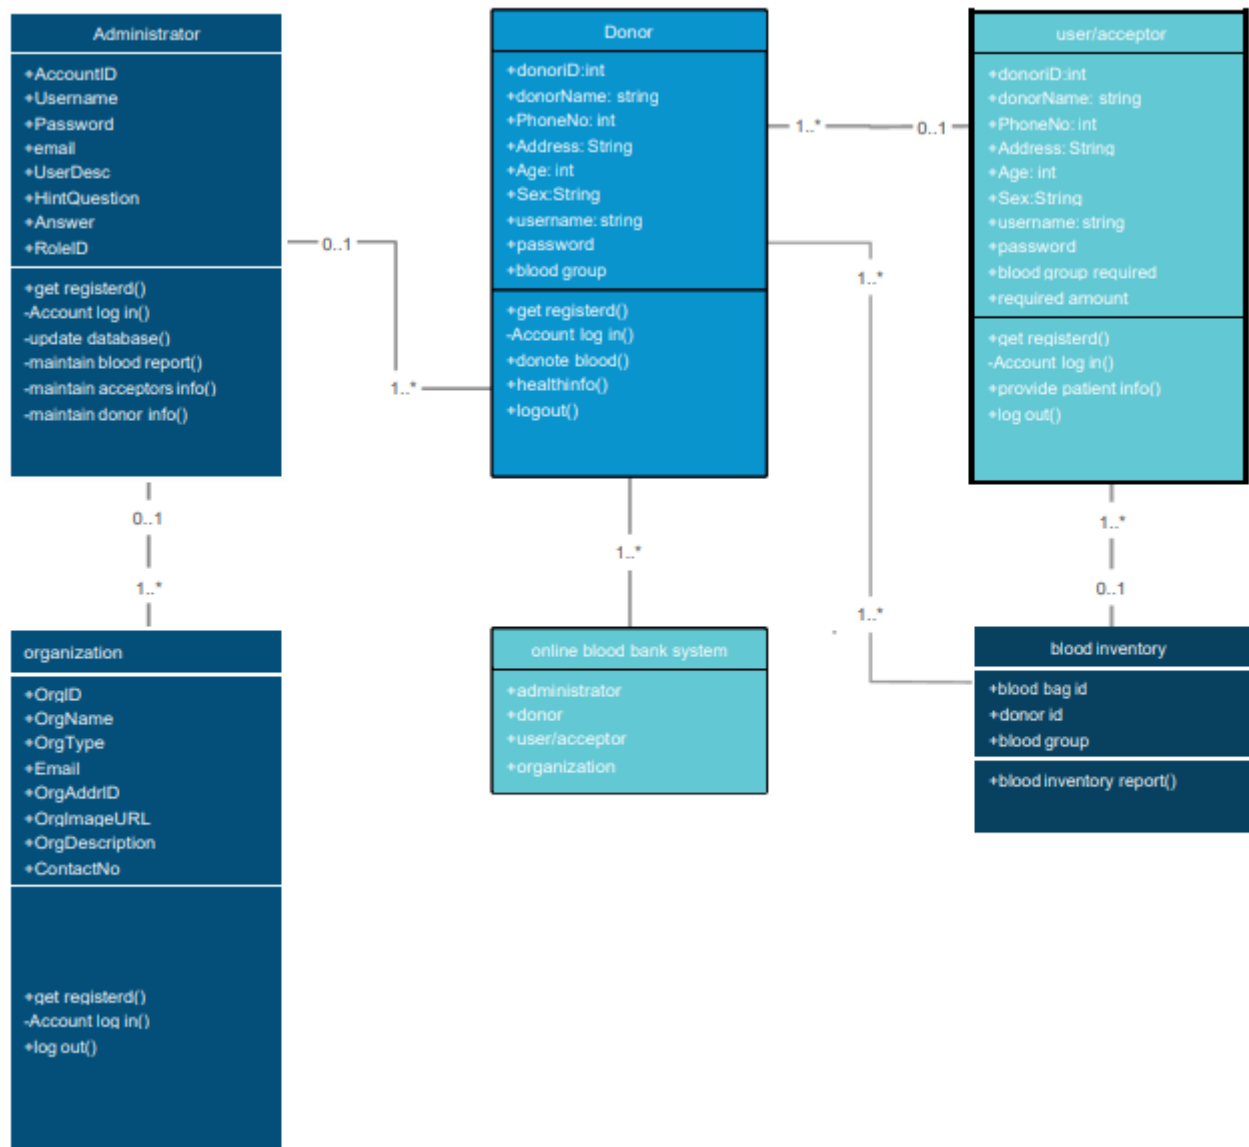 Administrator
+AccountID
+Username
+Password
+email
+UserDesc
+HintQuestion
+Answer
+RoleID
+get registerd()
-Account log in()
-update database()
-maintain blood report()
-maintain acceptors info()
-maintain donor info()
Donor
+donoriD:int
+donorName: string
+PhoneNo: int
+Address: String
+Age: int
+Sex:String
+username: string
+password
+blood group
+get registerd()
-Account log in()
+donote blood()
+healthinfo()
+logout()
user/acceptor
+donoriD:int
+donorName: string
+PhoneNo: int
+Address: String
+Age: int
+Sex:String
+username: string
+password
+blood group required
+required amount
+get registerd()
-Account log in()
+provide patient info()
+log out()
1..*
0..1
0..1
1..*
1..*
1..*
0..1
1..*
1..*
1..*
0..1
organization
+OrgID
+OrgName
+OrgType
+Email
+OrgAddrID
+OrgImageURL
+OrgDescription
+ContactNo
+get registerd()
-Account log in()
+log out()
online blood bank system
+administrator
+donor
+user/acceptor
+organization
blood inventory
+blood bag id
+donor id
+blood group
+blood inventory report()